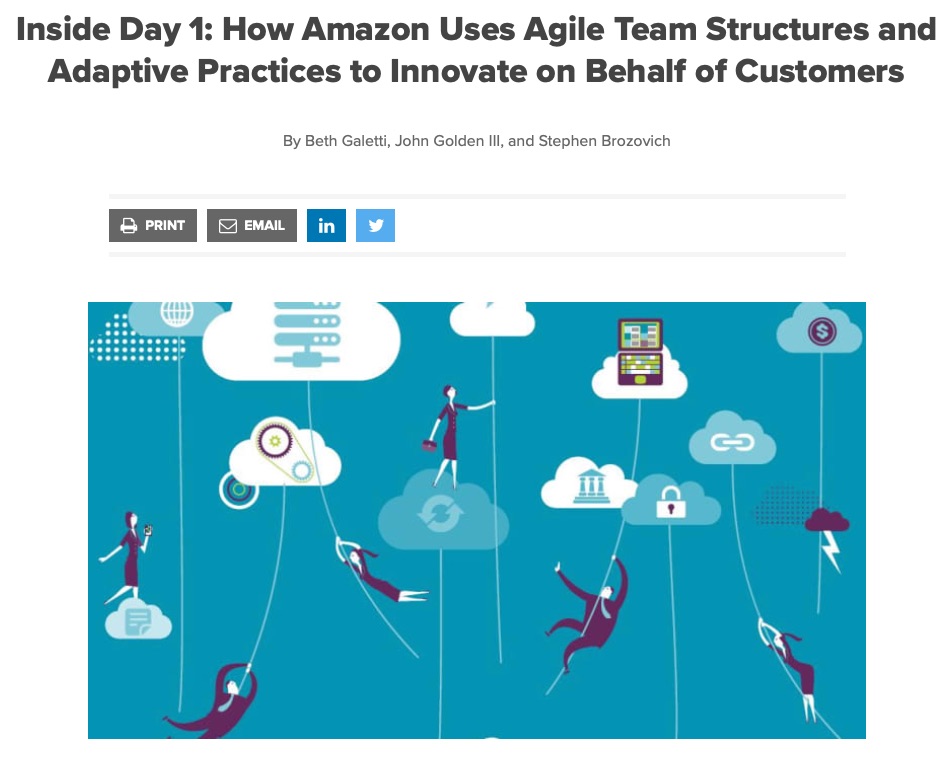 Inside Day 1: How Amazon Uses Agile Team Structures and
Adaptive Practices to Innovate on Behalf of Customers
By Beth Galetti, John Golden III, and Stephen Brozovich
PRINT EMAIL in
$